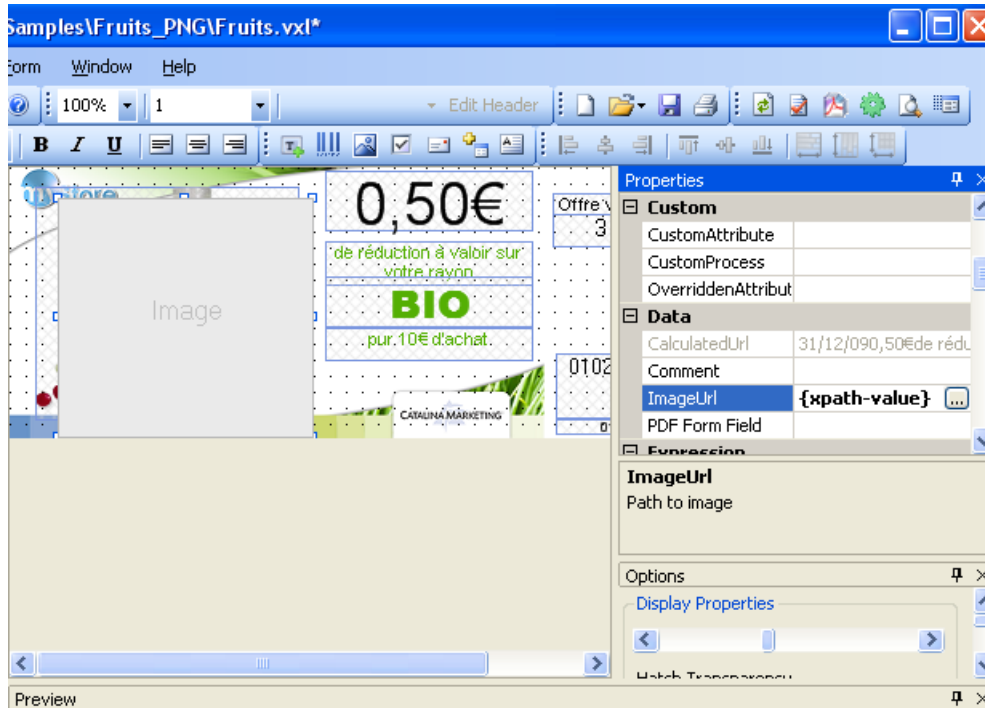 Samples\Fruits_PNG\Fruits.vxl*
Form Window Help
100% 1 Edit Header
B I U
Store
0,50€
Offre
3
de réduction à valoir sur
votre rayon
BIO
pur 10€ d'achat
Image
0102
CATALINA MARKETING
Properties
Custom
CustomAttribute
CustomProcess
OverriddenAttribut
Data
CalculatedUrl 31/12/090,50€de rédu
Comment
ImageUrl {xpath-value} ...
PDF Form Field
Expression
ImageUrl
Path to image
Options
Display Properties
Hatch Transparency
Preview